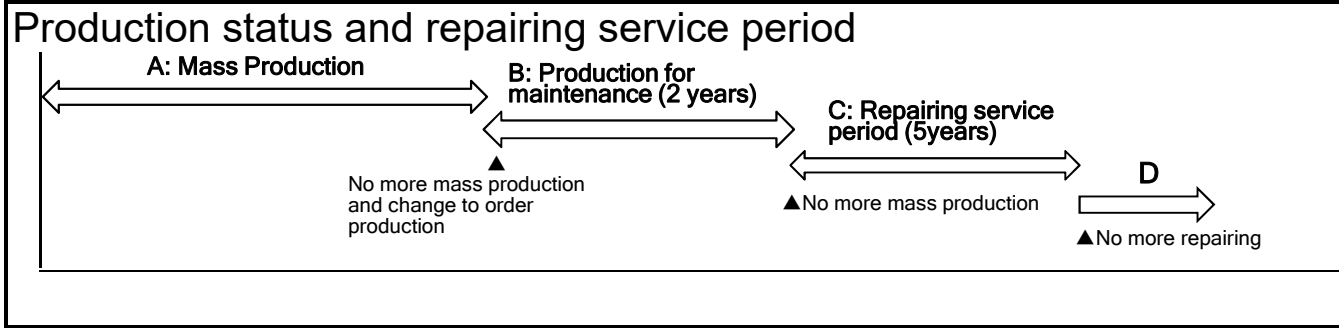 Production status and repairing service period
A: Mass Production
B: Production for
maintenance (2 years)
C: Repairing service
period (5years)
D
▲
No more mass production
and change to order
production
▲No more mass production
▲No more repairing